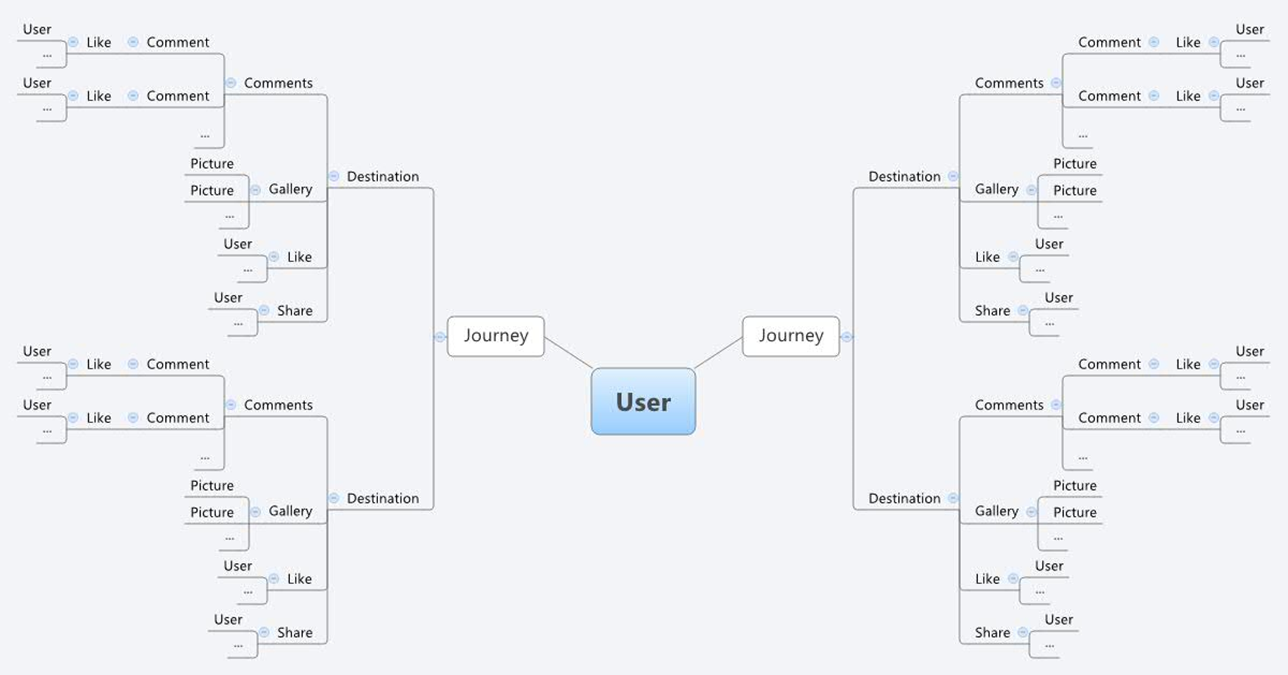 User
User
Like
Comment
Comment
Like
...
...
User
User
Comments
Comments
Like
Comment
Comment
Like
...
...
...
...
Picture
Picture
Destination
Destination
Picture
Gallery
Gallery
Picture
...
...
User
User
Like
Like
...
...
User
User
Share
Share
...
...
Journey
Journey
User
User
User
Like
Comment
Comment
Like
...
...
User
User
Comments
Comments
Like
Comment
Comment
Like
...
...
...
...
Picture
Picture
Destination
Destination
Picture
Gallery
Gallery
Picture
...
...
User
User
Like
Like
...
...
User
User
Share
Share
...
...